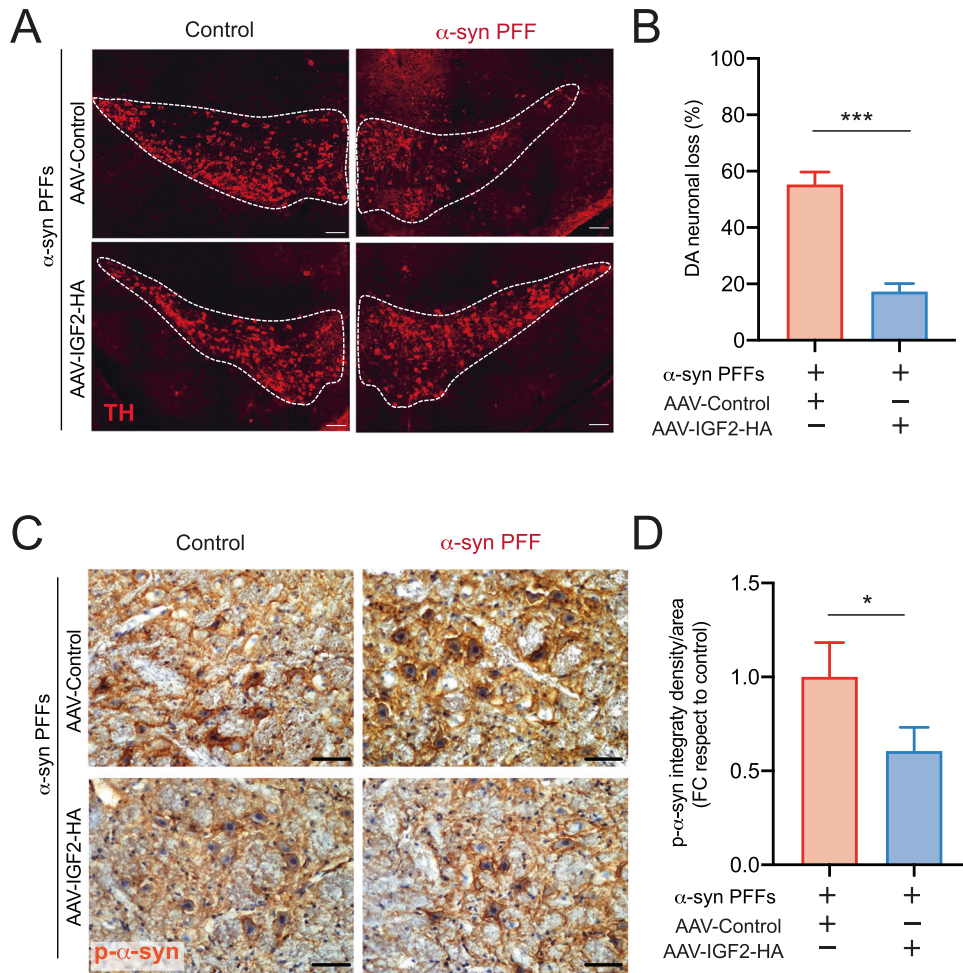 A
Control
α-syn PFF
α-syn PFFs
AAV-Control
AAV-IGF2-HA
TH
B
DA neuronal loss (%)
100
80
60
40
20
0
***
α-syn PFFs + +
AAV-Control + −
AAV-IGF2-HA − +
C
Control
α-syn PFF
α-syn PFFs
AAV-Control
AAV-IGF2-HA
p-α-syn
D
p-α-syn integraty density/area
(FC respect to control)
1.5
1.0
0.5
0.0
*
α-syn PFFs + +
AAV-Control + −
AAV-IGF2-HA − +